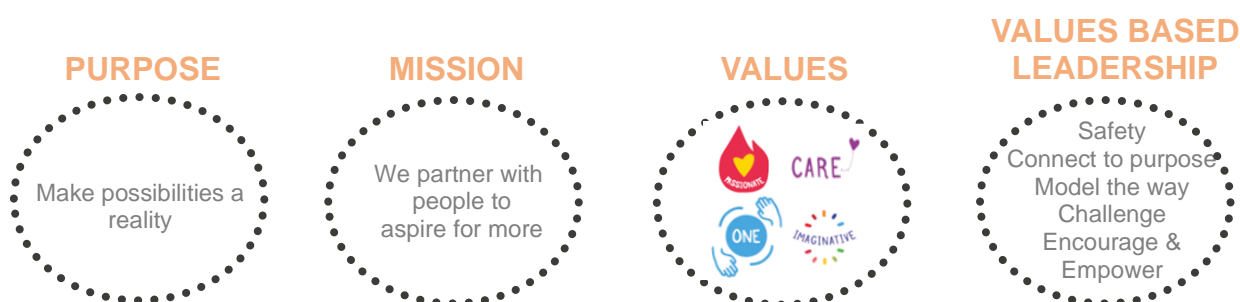 PURPOSE
Make possibilities a
reality
MISSION
We partner with
people to
aspire for more
VALUES
PASSIONATE
CARE
ONE
IMAGINATIVE
VALUES BASED
LEADERSHIP
Safety
Connect to purpose
Model the way
Challenge
Encourage &
Empower